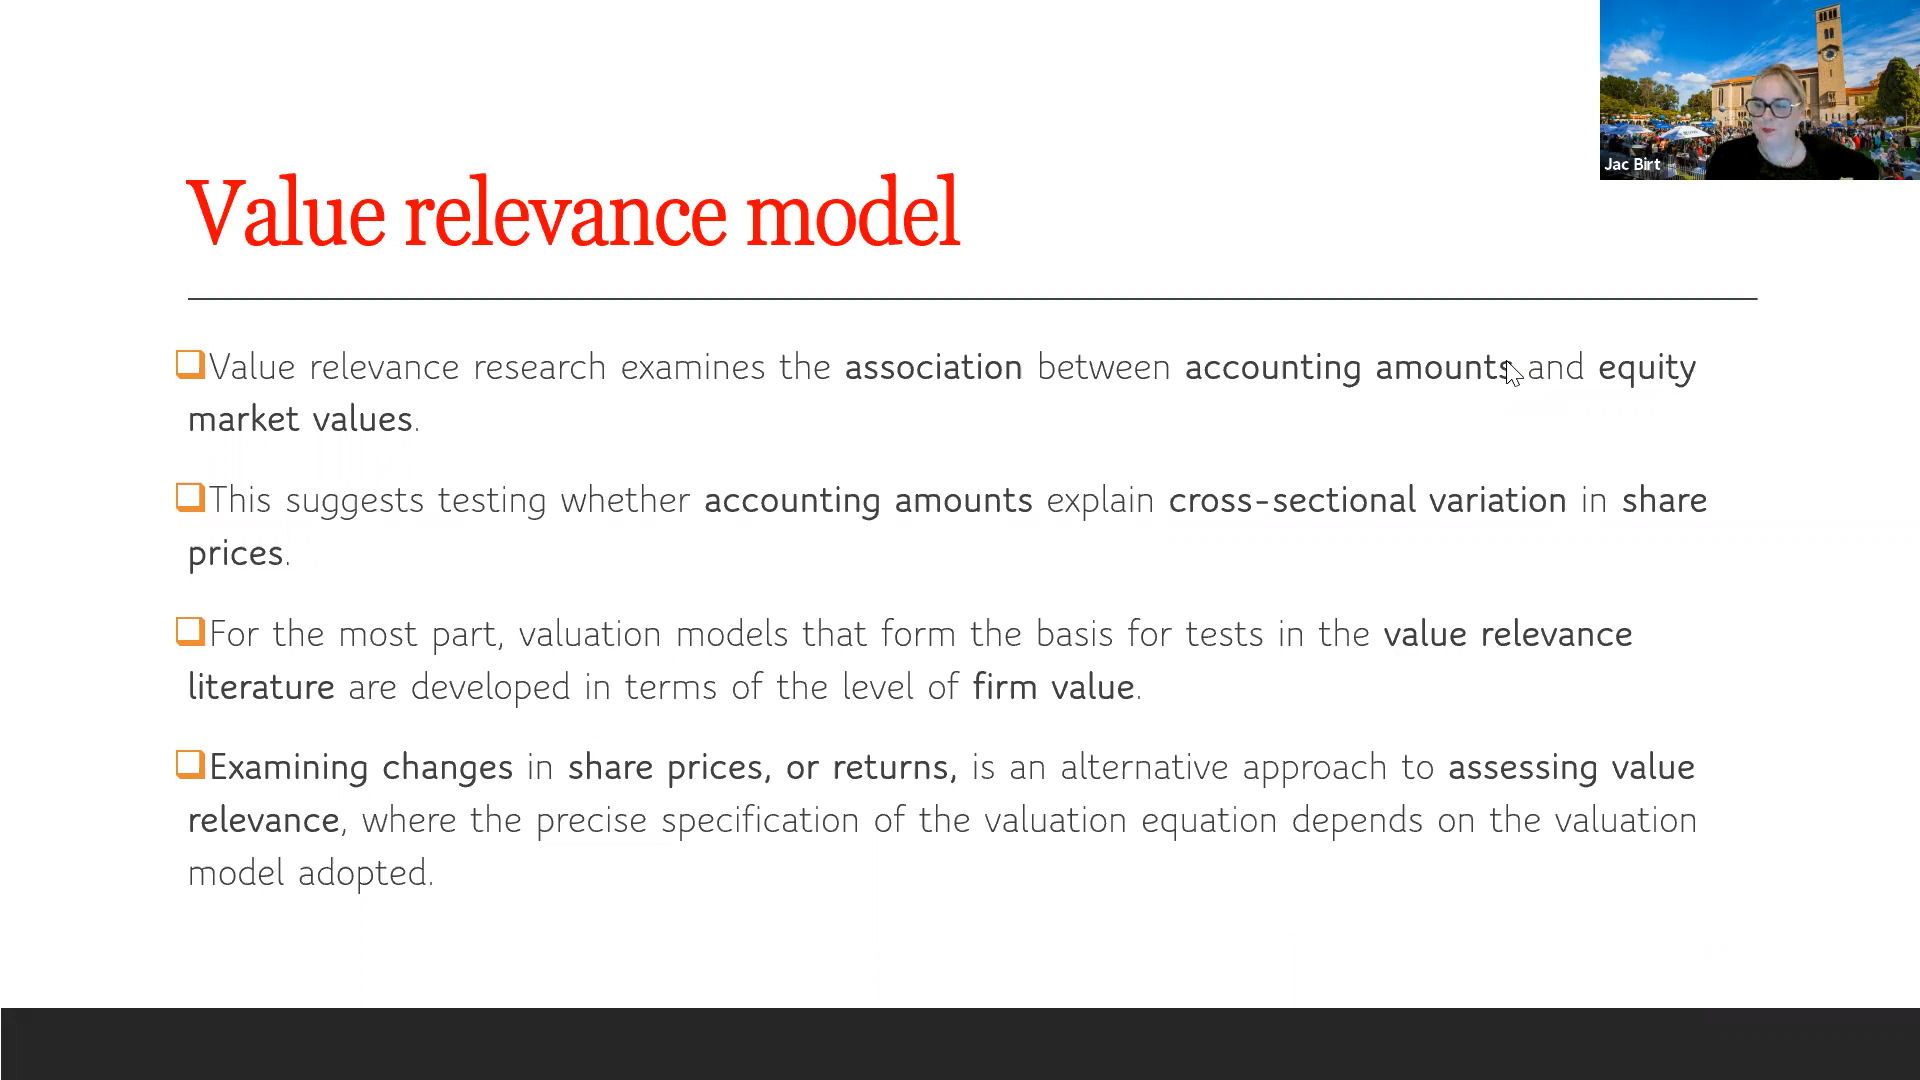 Jac Birt
Value relevance model
Value relevance research examines the association between accounting amounts and equity
market values.
This suggests testing whether accounting amounts explain cross-sectional variation in share
prices.
For the most part, valuation models that form the basis for tests in the value relevance
literature are developed in terms of the level of firm value.
Examining changes in share prices, or returns, is an alternative approach to assessing value
relevance, where the precise specification of the valuation equation depends on the valuation
model adopted.